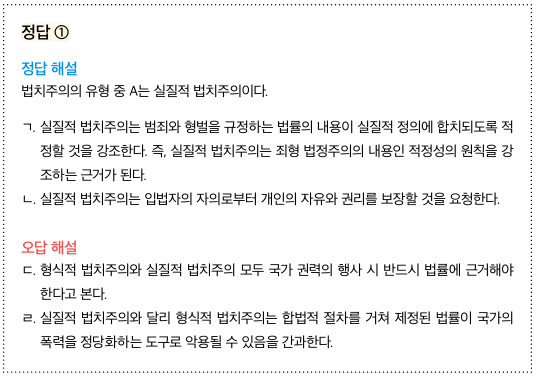 정답 ①
정답 해설
법치주의의 유형 중 A는 실질적 법치주의이다.
ㄱ. 실질적 법치주의는 범죄와 형벌을 규정하는 법률의 내용이 실질적 정의에 합치되도록 적
정할 것을 강조한다. 즉, 실질적 법치주의는 죄형 법정주의의 내용인 적정성의 원칙을 강
조하는 근거가 된다.
ㄴ. 실질적 법치주의는 입법자의 자의로부터 개인의 자유와 권리를 보장할 것을 요청한다.
오답 해설
ㄷ. 형식적 법치주의와 실질적 법치주의 모두 국가 권력의 행사 시 반드시 법률에 근거해야
한다고 본다.
ㄹ. 실질적 법치주의와 달리 형식적 법치주의는 합법적 절차를 거쳐 제정된 법률이 국가의
폭력을 정당화하는 도구로 악용될 수 있음을 간과한다.